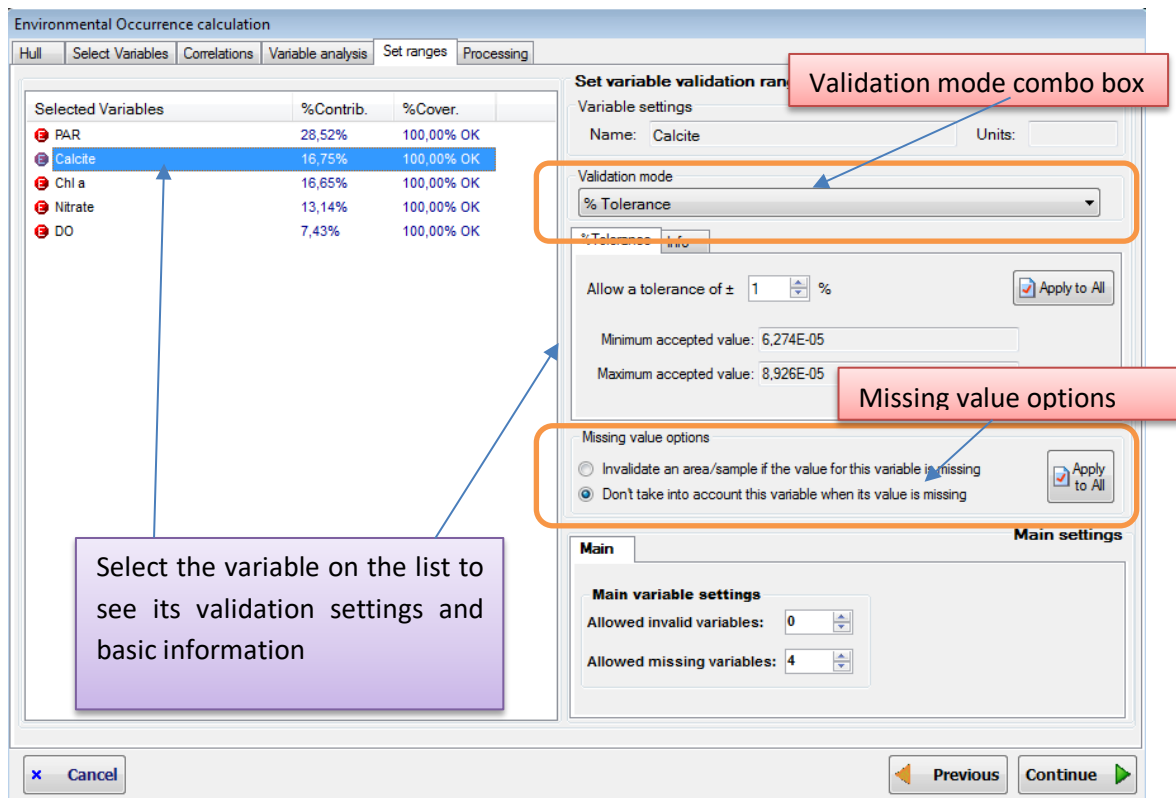 Environmental Occurrence calculation
Hull Select Variables Correlations Variable analysis Set ranges Processing
Selected Variables %Contrib. %Cover.
PAR 28,52% 100,00% OK
Calcite 16,75% 100,00% OK
Chl a 16,65% 100,00% OK
Nitrate 13,14% 100,00% OK
DO 7,43% 100,00% OK
Select the variable on the list to
see its validation settings and
basic information
Set variable validation ran
Validation mode combo box
Variable settings
Name: Calcite Units:
Validation mode
% Tolerance
%Tolerance Info
Allow a tolerance of ± 1 % Apply to All
Minimum accepted value: 6,274E-05
Maximum accepted value: 8,926E-05
Missing value options
Missing value options
Invalidate an area/sample if the value for this variable is missing
Don't take into account this variable when its value is missing
Apply
to All
Main settings
Main
Main variable settings
Allowed invalid variables: 0
Allowed missing variables: 4
x Cancel Previous Continue